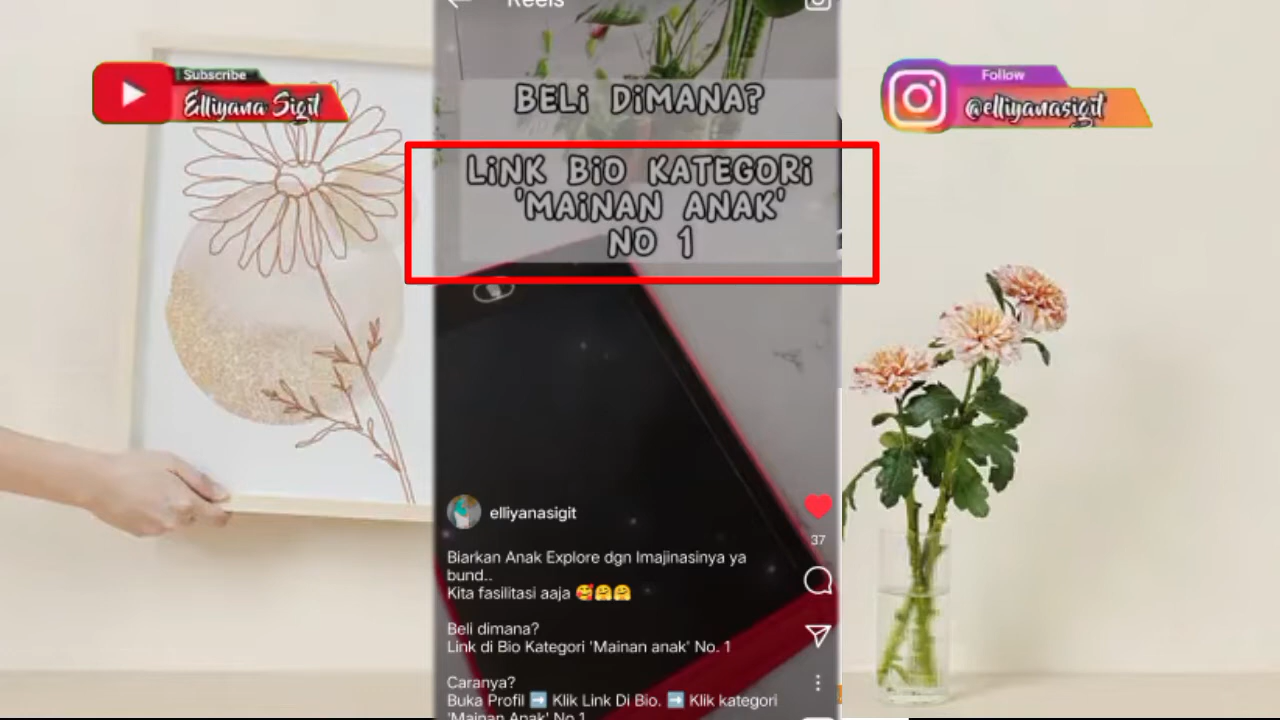 Reels
Subscribe
Elliyana Sigit
Follow
@elliyanasigit
BELI DIMANA?
LINK BIO KATEGORI
'MAINAN ANAK'
NO 1
elliyanasigit
37
Biarkan Anak Explore dgn Imajinasinya ya
bund..
Kita fasilitasi aaja 🥰🤗🤗
Beli dimana?
Link di Bio Kategori 'Mainan anak' No. 1
Caranya?
Buka Profil ➡️ Klik Link Di Bio. ➡️ Klik kategori
'Mainan Anak' No 1